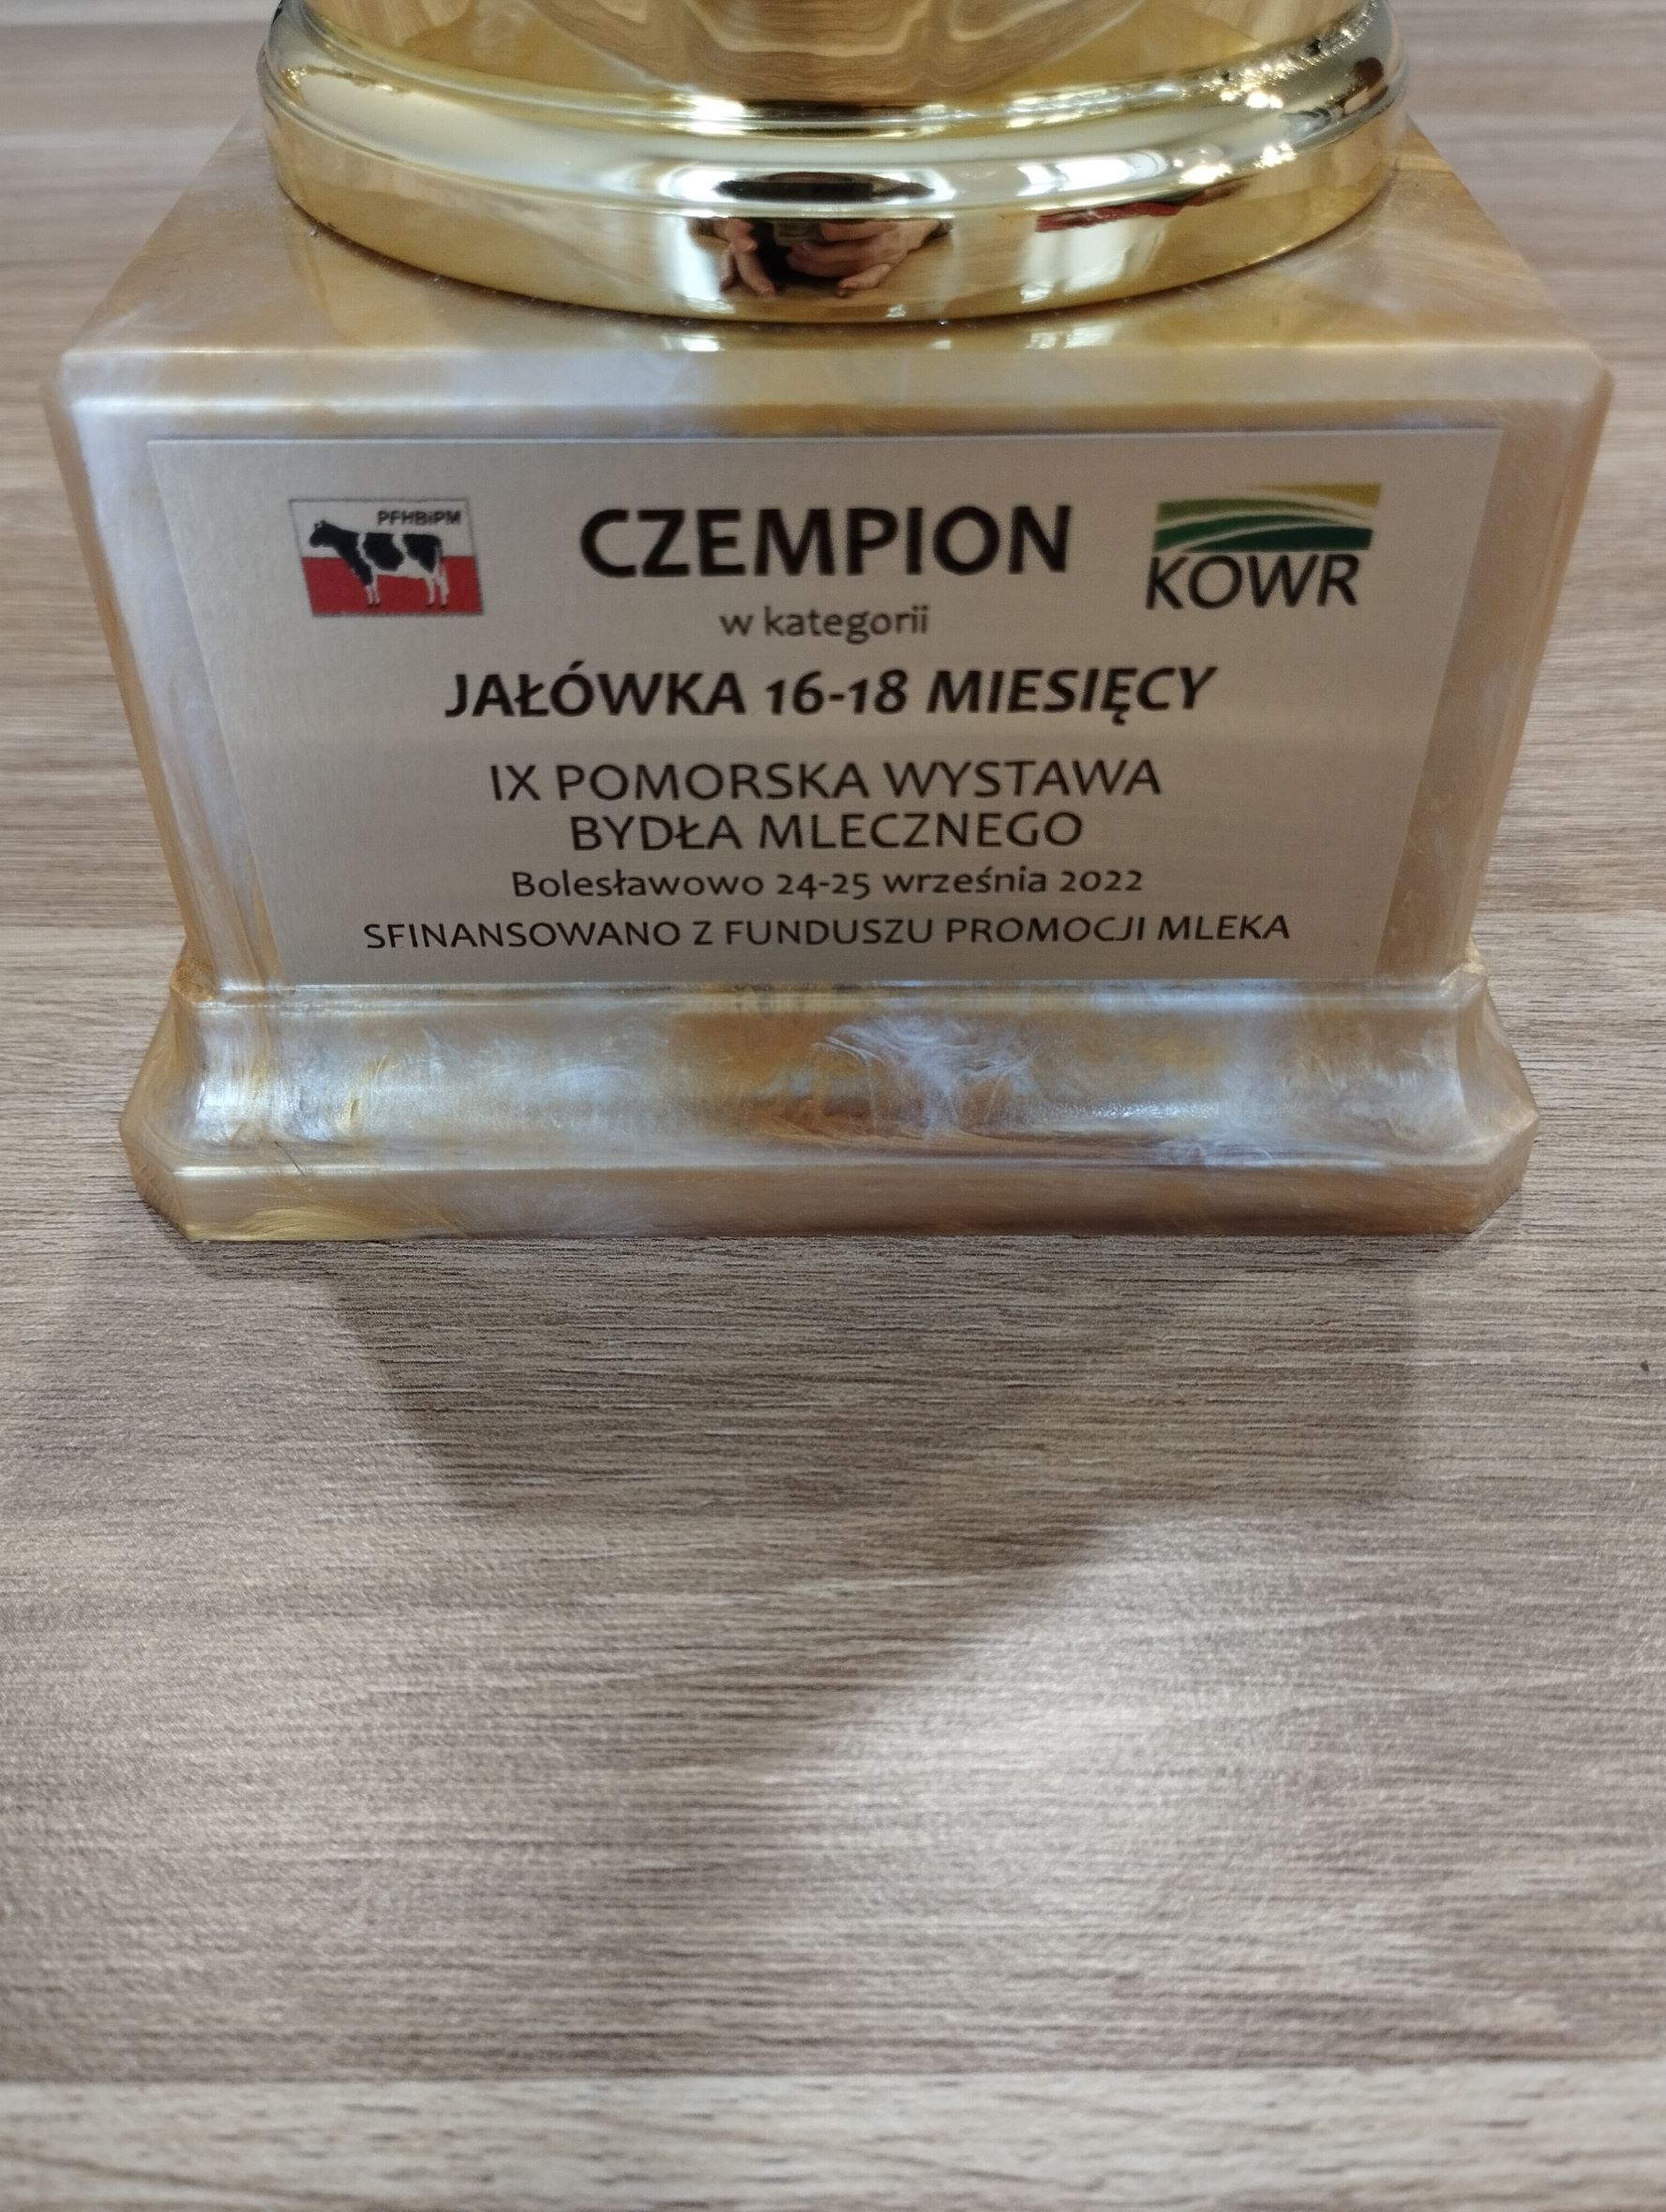 PFHBiPM
CZEMPION
KOWR
w kategorii
JAŁÓWKA 16-18 MIESIĘCY
IX POMORSKA WYSTAWA
BYDŁA MLECZNEGO
Bolesławowo 24-25 września 2022
SFINANSOWANO Z FUNDUSZU PROMOCJI MLEKA